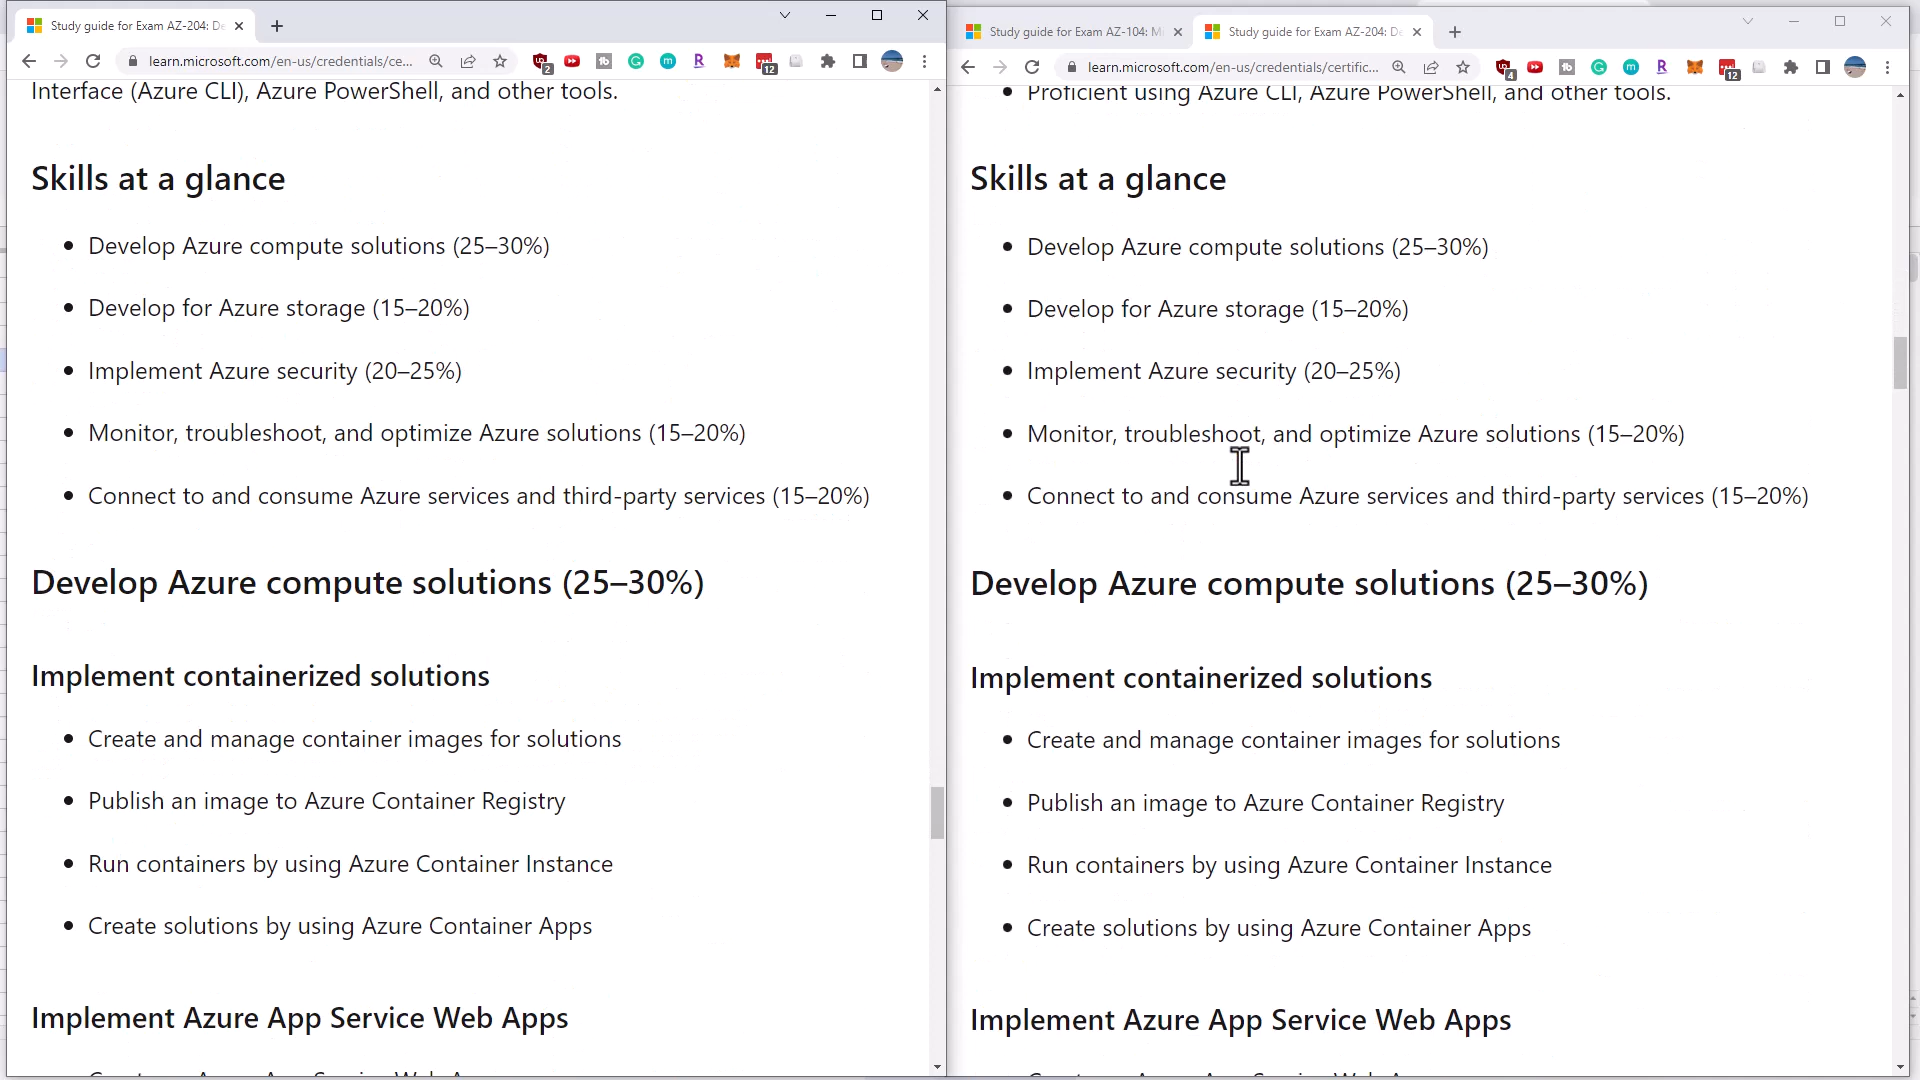 Study guide for Exam AZ-204: De
learn.microsoft.com/en-us/credentials/ce...
2
12
Interface (Azure CLI), Azure PowerShell, and other tools.
Skills at a glance
Develop Azure compute solutions (25–30%)
Develop for Azure storage (15–20%)
Implement Azure security (20–25%)
Monitor, troubleshoot, and optimize Azure solutions (15–20%)
Connect to and consume Azure services and third-party services (15–20%)
Develop Azure compute solutions (25–30%)
Implement containerized solutions
Create and manage container images for solutions
Publish an image to Azure Container Registry
Run containers by using Azure Container Instance
Create solutions by using Azure Container Apps
Implement Azure App Service Web Apps
Study guide for Exam AZ-104: M
Study guide for Exam AZ-204: De
learn.microsoft.com/en-us/credentials/certific...
4
12
Proficient using Azure CLI, Azure PowerShell, and other tools.
Skills at a glance
Develop Azure compute solutions (25–30%)
Develop for Azure storage (15–20%)
Implement Azure security (20–25%)
Monitor, troubleshoot, and optimize Azure solutions (15–20%)
Connect to and consume Azure services and third-party services (15–20%)
Develop Azure compute solutions (25–30%)
Implement containerized solutions
Create and manage container images for solutions
Publish an image to Azure Container Registry
Run containers by using Azure Container Instance
Create solutions by using Azure Container Apps
Implement Azure App Service Web Apps